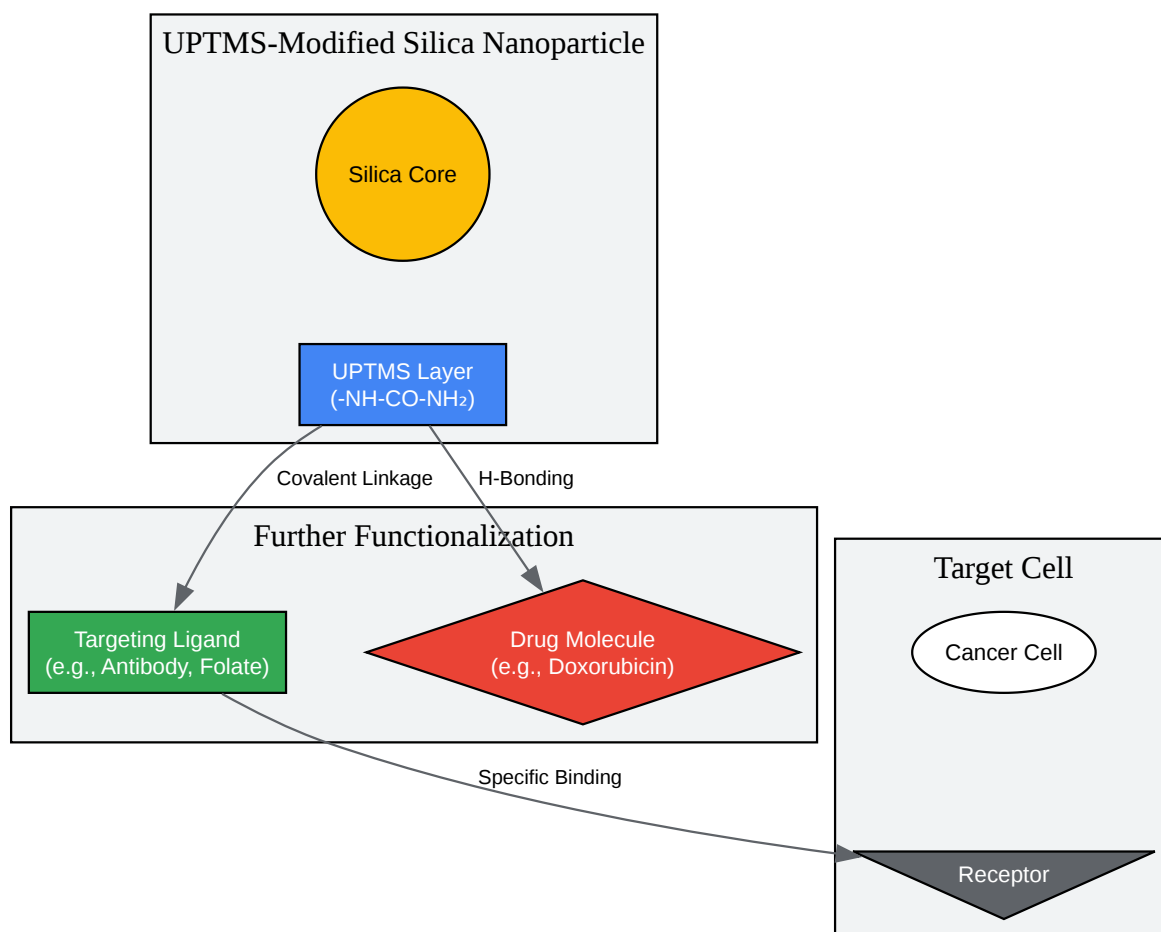 UPTMS-Modified Silica Nanoparticle
Silica Core
UPTMS Layer
(-NH-CO-NH₂)
Covalent Linkage
H-Bonding
Further Functionalization
Targeting Ligand
(e.g., Antibody, Folate)
Drug Molecule
(e.g., Doxorubicin)
Target Cell
Cancer Cell
Specific Binding
Receptor